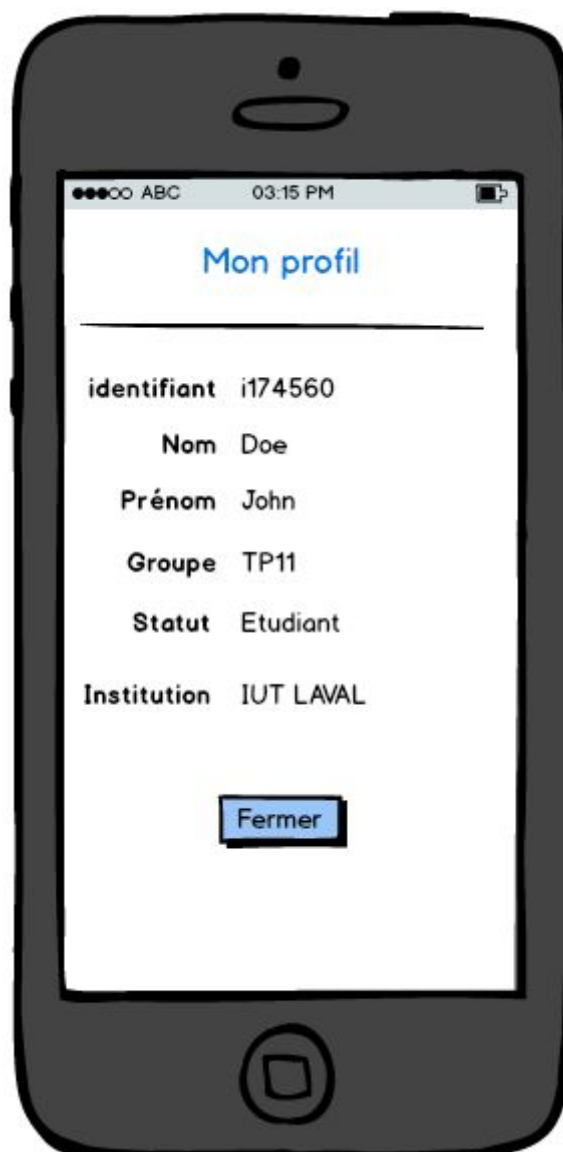 ABC 03:15 PM
Mon profil
identifiant i174560
Nom Doe
Prénom John
Groupe TP11
Statut Etudiant
Institution IUT LAVAL
Fermer